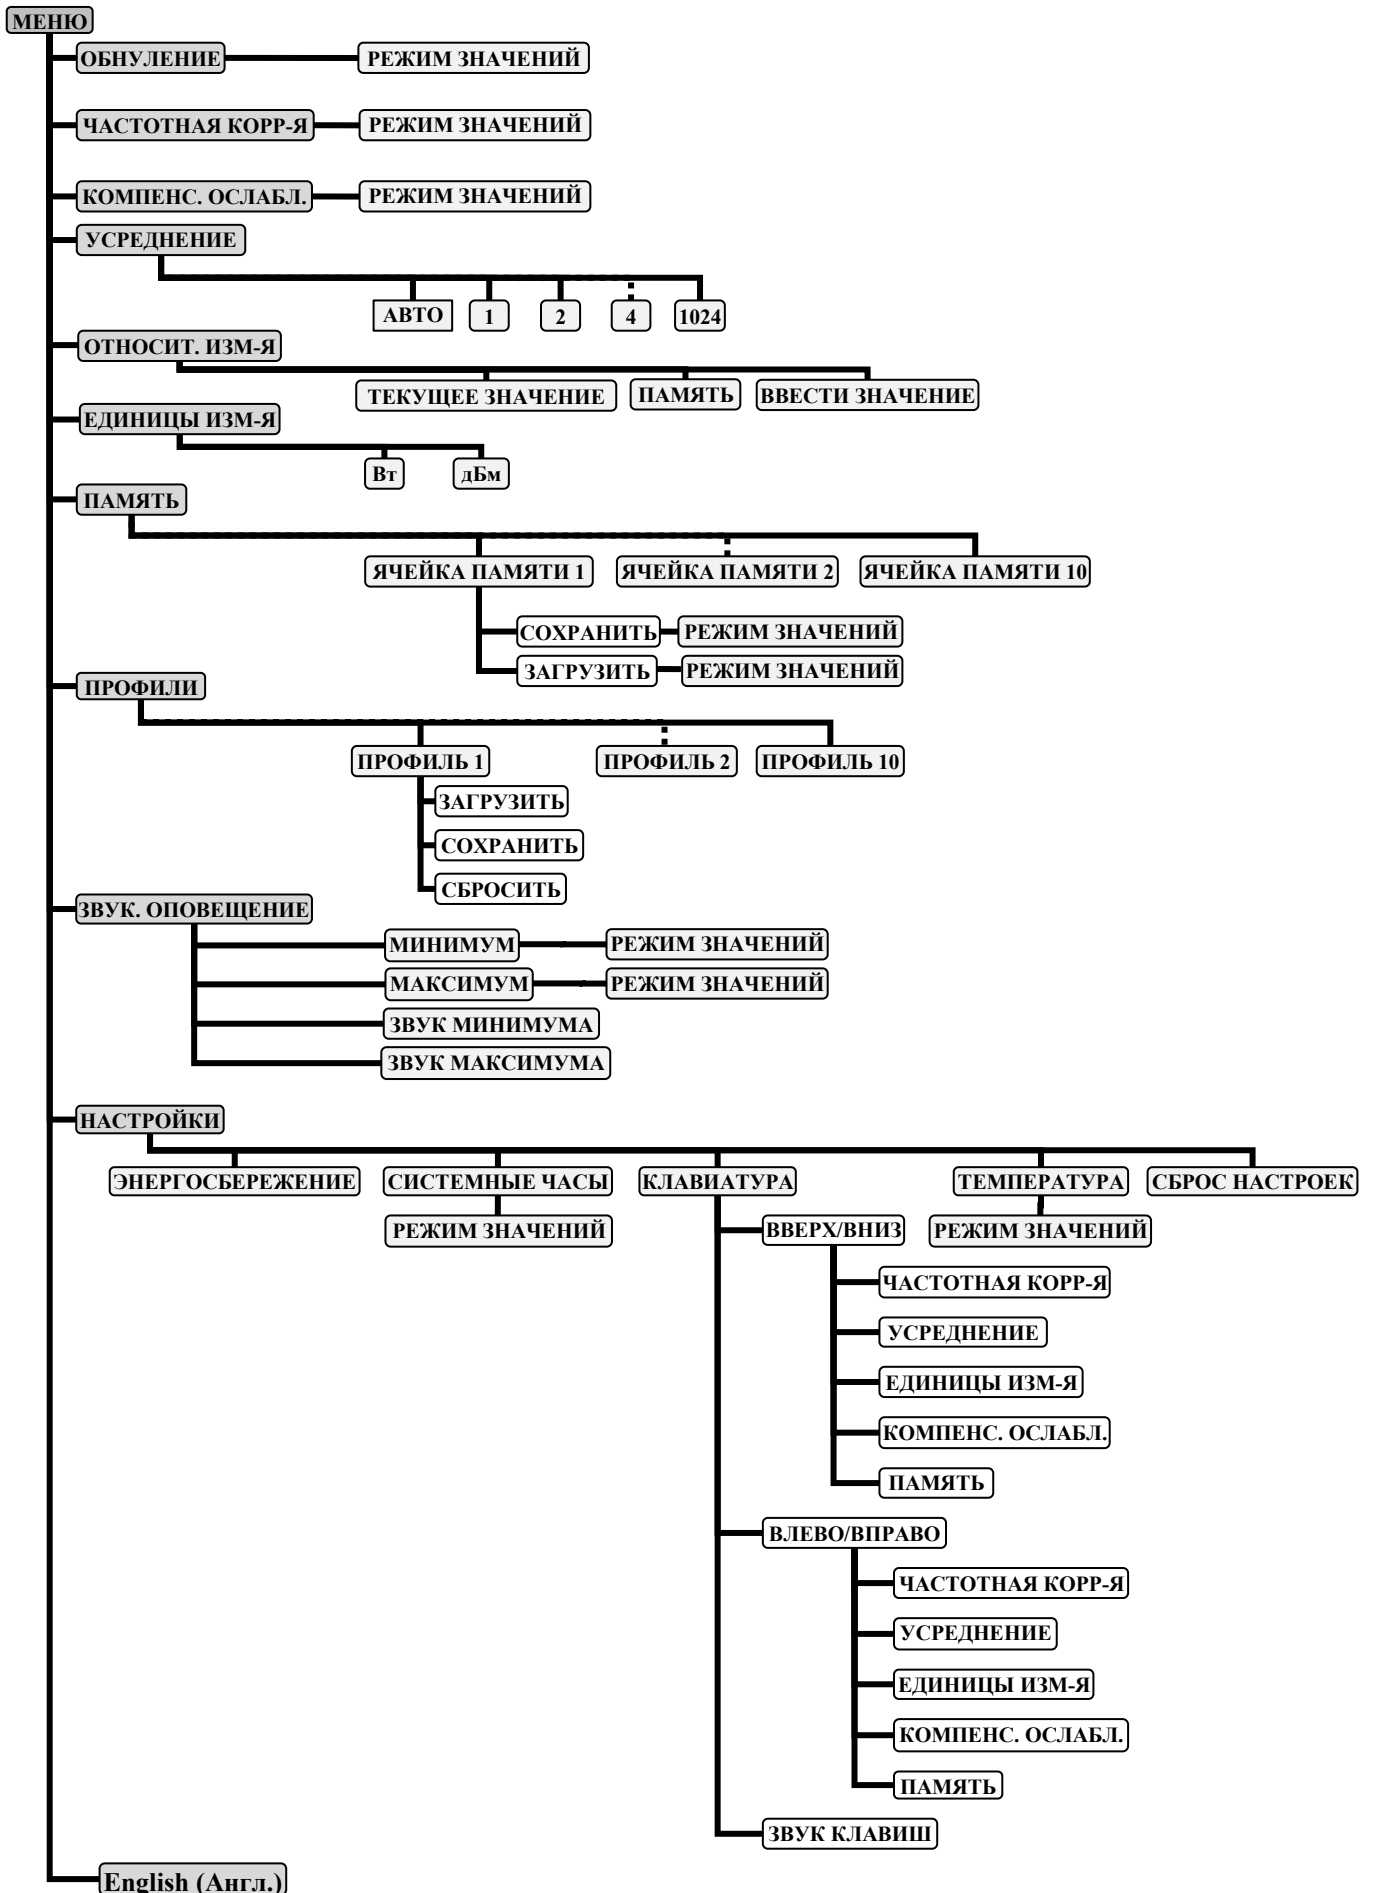 МЕНЮ
ОБНУЛЕНИЕ РЕЖИМ ЗНАЧЕНИЙ
ЧАСТОТНАЯ КОРР-Я РЕЖИМ ЗНАЧЕНИЙ
КОМПЕНС. ОСЛАБЛ. РЕЖИМ ЗНАЧЕНИЙ
УСРЕДНЕНИЕ
АВТО 1 2 4 1024
ОТНОСИТ. ИЗМ-Я
ТЕКУЩЕЕ ЗНАЧЕНИЕ ПАМЯТЬ ВВЕСТИ ЗНАЧЕНИЕ
ЕДИНИЦЫ ИЗМ-Я
Вт дБм
ПАМЯТЬ
ЯЧЕЙКА ПАМЯТИ 1 ЯЧЕЙКА ПАМЯТИ 2 ЯЧЕЙКА ПАМЯТИ 10
СОХРАНИТЬ РЕЖИМ ЗНАЧЕНИЙ
ЗАГРУЗИТЬ РЕЖИМ ЗНАЧЕНИЙ
ПРОФИЛИ
ПРОФИЛЬ 1 ПРОФИЛЬ 2 ПРОФИЛЬ 10
ЗАГРУЗИТЬ
СОХРАНИТЬ
СБРОСИТЬ
ЗВУК. ОПОВЕЩЕНИЕ
МИНИМУМ РЕЖИМ ЗНАЧЕНИЙ
МАКСИМУМ РЕЖИМ ЗНАЧЕНИЙ
ЗВУК МИНИМУМА
ЗВУК МАКСИМУМА
НАСТРОЙКИ
ЭНЕРГОСБЕРЕЖЕНИЕ СИСТЕМНЫЕ ЧАСЫ КЛАВИАТУРА ТЕМПЕРАТУРА СБРОС НАСТРОЕК
РЕЖИМ ЗНАЧЕНИЙ ВВЕРХ/ВНИЗ РЕЖИМ ЗНАЧЕНИЙ
ЧАСТОТНАЯ КОРР-Я
УСРЕДНЕНИЕ
ЕДИНИЦЫ ИЗМ-Я
КОМПЕНС. ОСЛАБЛ.
ПАМЯТЬ
ВЛЕВО/ВПРАВО
ЧАСТОТНАЯ КОРР-Я
УСРЕДНЕНИЕ
ЕДИНИЦЫ ИЗМ-Я
КОМПЕНС. ОСЛАБЛ.
ПАМЯТЬ
ЗВУК КЛАВИШ
English (Англ.)